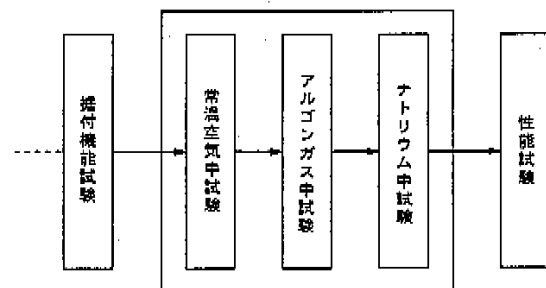 据付機能試験
常温空気中試験
アルゴンガス中試験
ナトリウム中試験
性能試験